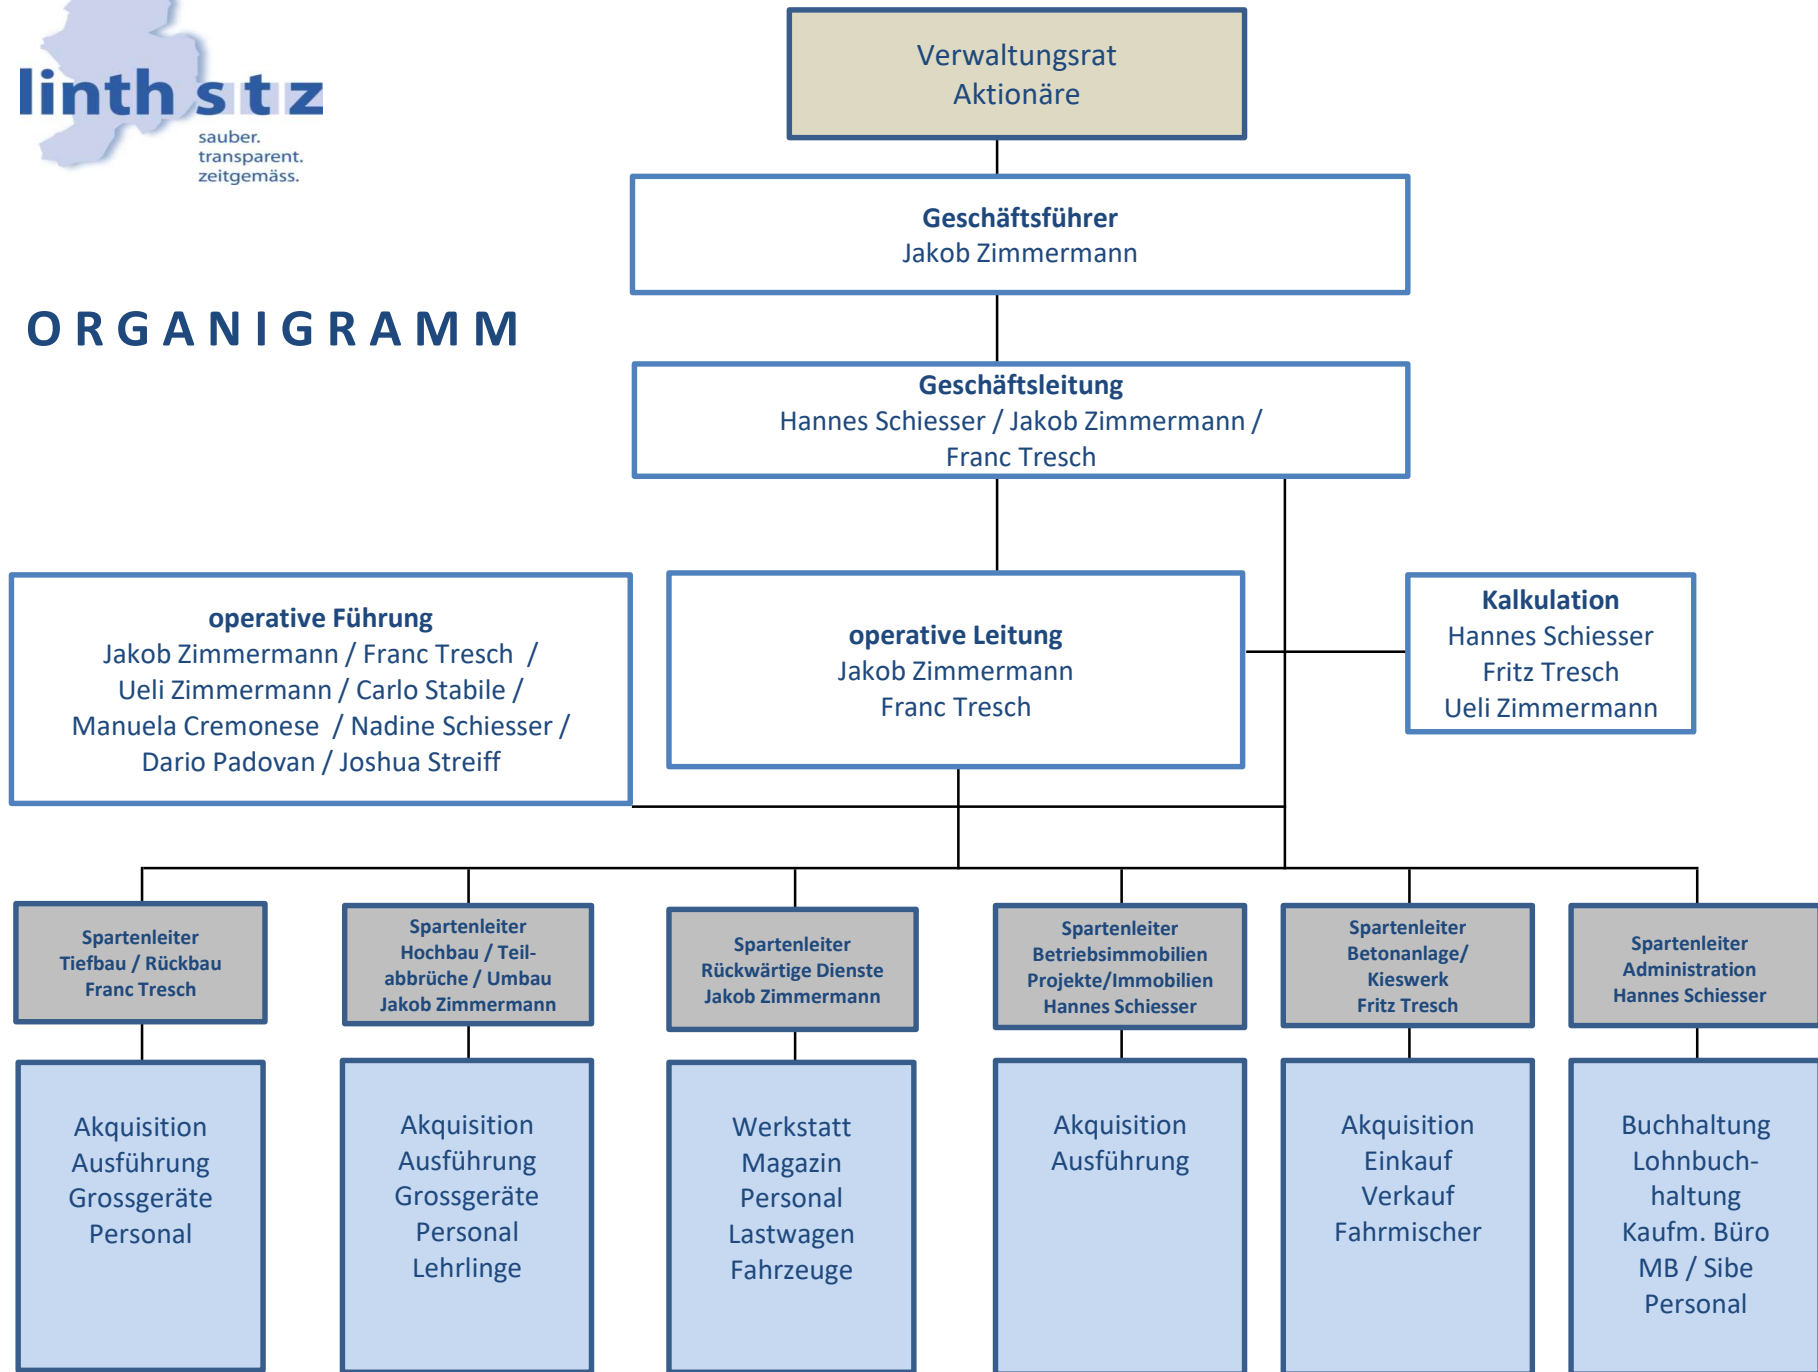 linth stz
sauber.
transparent.
zeitgemäss.
ORGANIGRAMM
Verwaltungsrat
Aktionäre
Geschäftsführer
Jakob Zimmermann
Geschäftsleitung
Hannes Schiesser / Jakob Zimmermann /
Franc Tresch
operative Führung
Jakob Zimmermann / Franc Tresch /
Ueli Zimmermann / Carlo Stabile /
Manuela Cremonese / Nadine Schiesser /
Dario Padovan / Joshua Streiff
operative Leitung
Jakob Zimmermann
Franc Tresch
Kalkulation
Hannes Schiesser
Fritz Tresch
Ueli Zimmermann
Spartenleiter
Tiefbau / Rückbau
Franc Tresch
Spartenleiter
Hochbau / Teil-
abbrüche / Umbau
Jakob Zimmermann
Spartenleiter
Rückwärtige Dienste
Jakob Zimmermann
Spartenleiter
Betriebsimmobilien
Projekte/Immobilien
Hannes Schiesser
Spartenleiter
Betonanlage/
Kieswerk
Fritz Tresch
Spartenleiter
Administration
Hannes Schiesser
Akquisition
Ausführung
Grossgeräte
Personal
Akquisition
Ausführung
Grossgeräte
Personal
Lehrlinge
Werkstatt
Magazin
Personal
Lastwagen
Fahrzeuge
Akquisition
Ausführung
Akquisition
Einkauf
Verkauf
Fahrmischer
Buchhaltung
Lohnbuch-
haltung
Kaufm. Büro
MB / Sibe
Personal